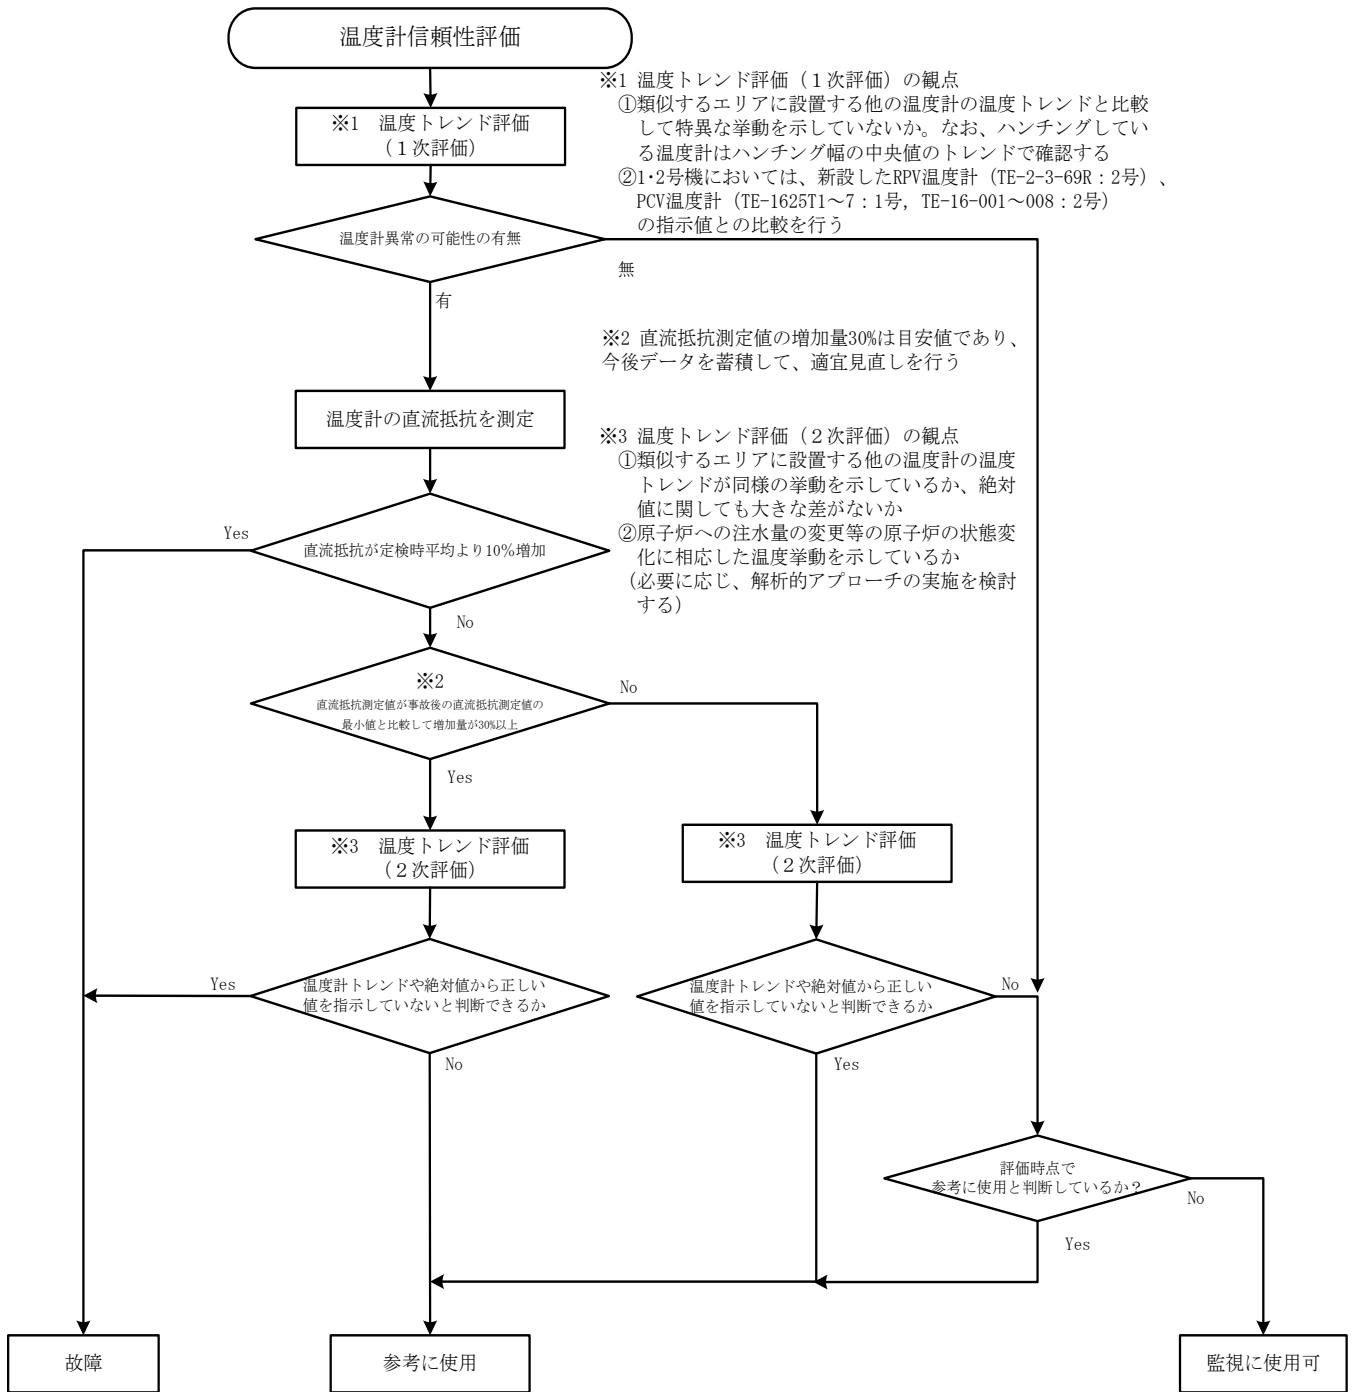 温度計信頼性評価
※1 温度トレンド評価（１次評価）の観点
①類似するエリアに設置する他の温度計の温度トレンドと比較
して特異な挙動を示していないか。なお、ハンチングしてい
る温度計はハンチング幅の中央値のトレンドで確認する
②1・2号機においては、新設したRPV温度計（TE-2-3-69R：2号）、
PCV温度計（TE-1625T1～7：1号, TE-16-001～008：2号）
の指示値との比較を行う
※1　温度トレンド評価
（１次評価）
温度計異常の可能性の有無
無
有
※2 直流抵抗測定値の増加量30%は目安値であり、
今後データを蓄積して、適宜見直しを行う
温度計の直流抵抗を測定
※3 温度トレンド評価（２次評価）の観点
①類似するエリアに設置する他の温度計の温度
トレンドが同様の挙動を示しているか、絶対
値に関しても大きな差がないか
②原子炉への注水量の変更等の原子炉の状態変
化に相応した温度挙動を示しているか
（必要に応じ、解析的アプローチの実施を検討
する）
Yes
直流抵抗が定検時平均より10％増加
No
※2
直流抵抗測定値が事故後の直流抵抗測定値の
最小値と比較して増加量が30%以上
No
Yes
※3　温度トレンド評価
（２次評価）
※3　温度トレンド評価
（２次評価）
Yes
温度計トレンドや絶対値から正しい
値を指示していないと判断できるか
No
温度計トレンドや絶対値から正しい
値を指示していないと判断できるか
No
Yes
評価時点で
参考に使用と判断しているか？
No
Yes
故障
参考に使用
監視に使用可